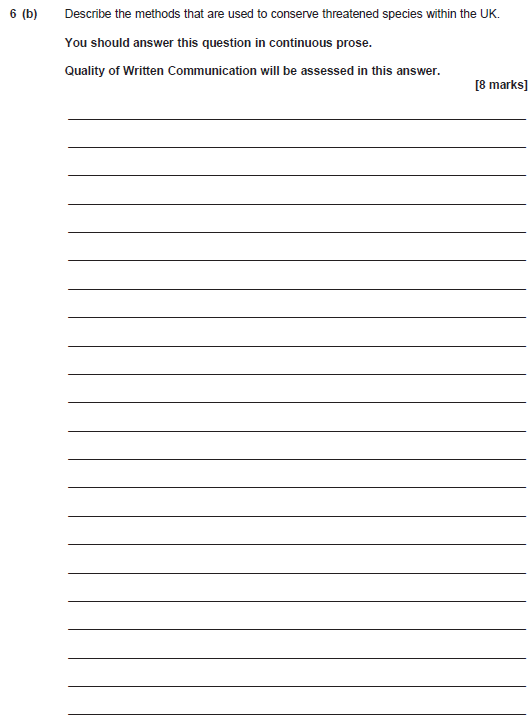 6 (b) Describe the methods that are used to conserve threatened species within the UK.
You should answer this question in continuous prose.
Quality of Written Communication will be assessed in this answer.
[8 marks]